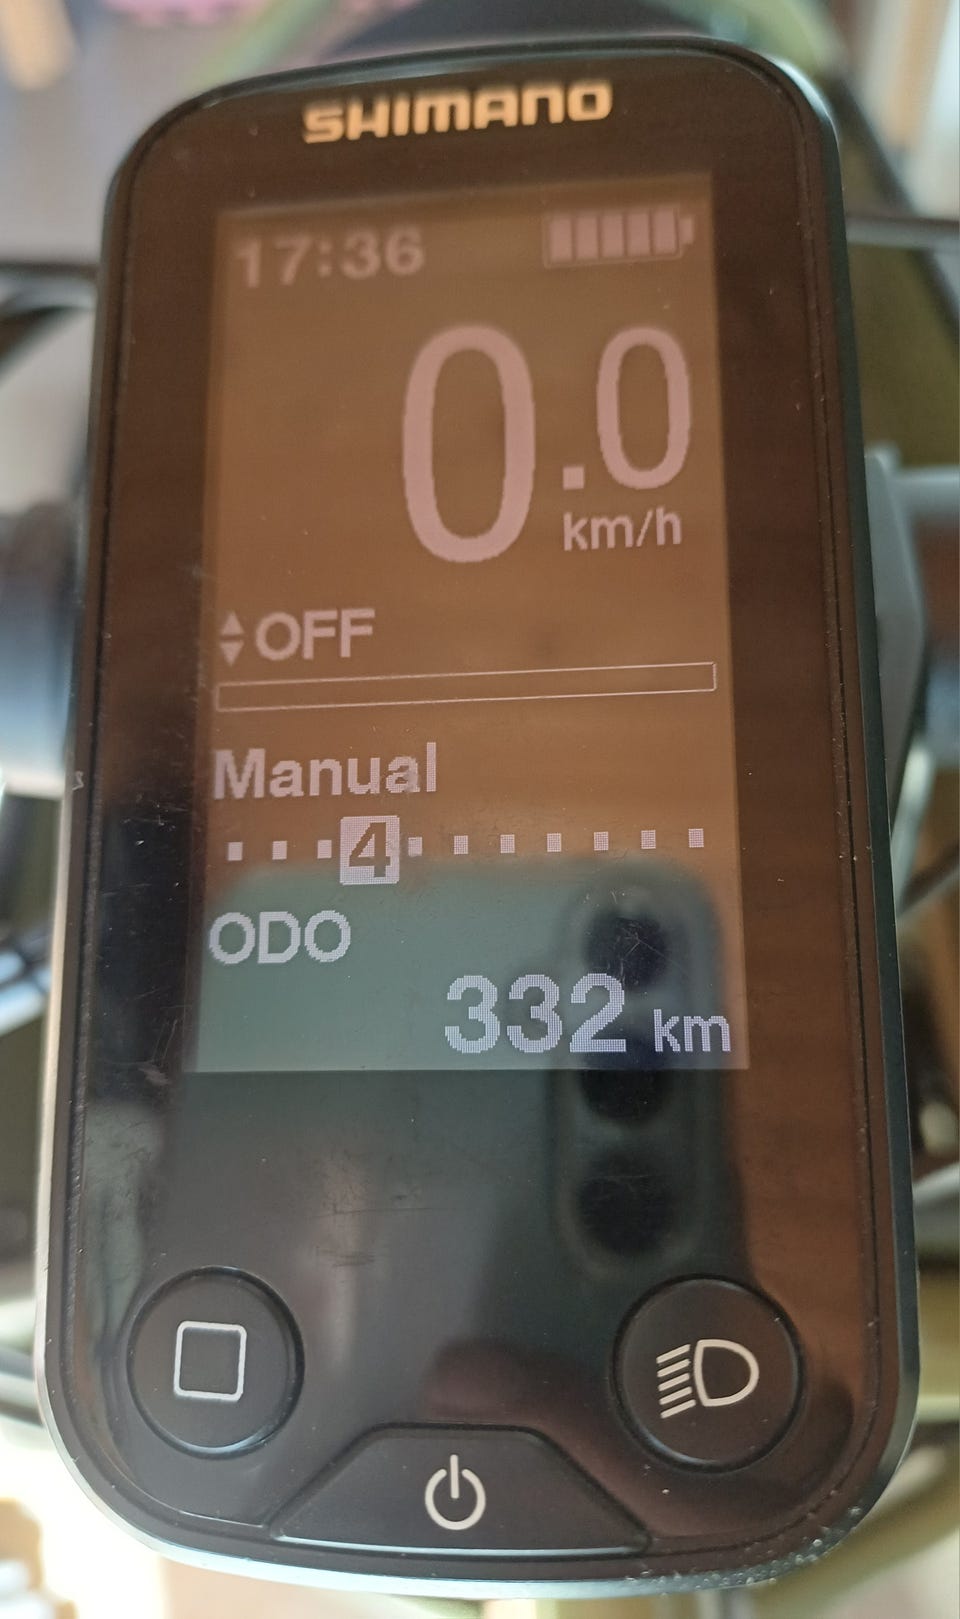 SHIMANO
17:36
0.0
km/h
OFF
Manual
4
ODO
332 km